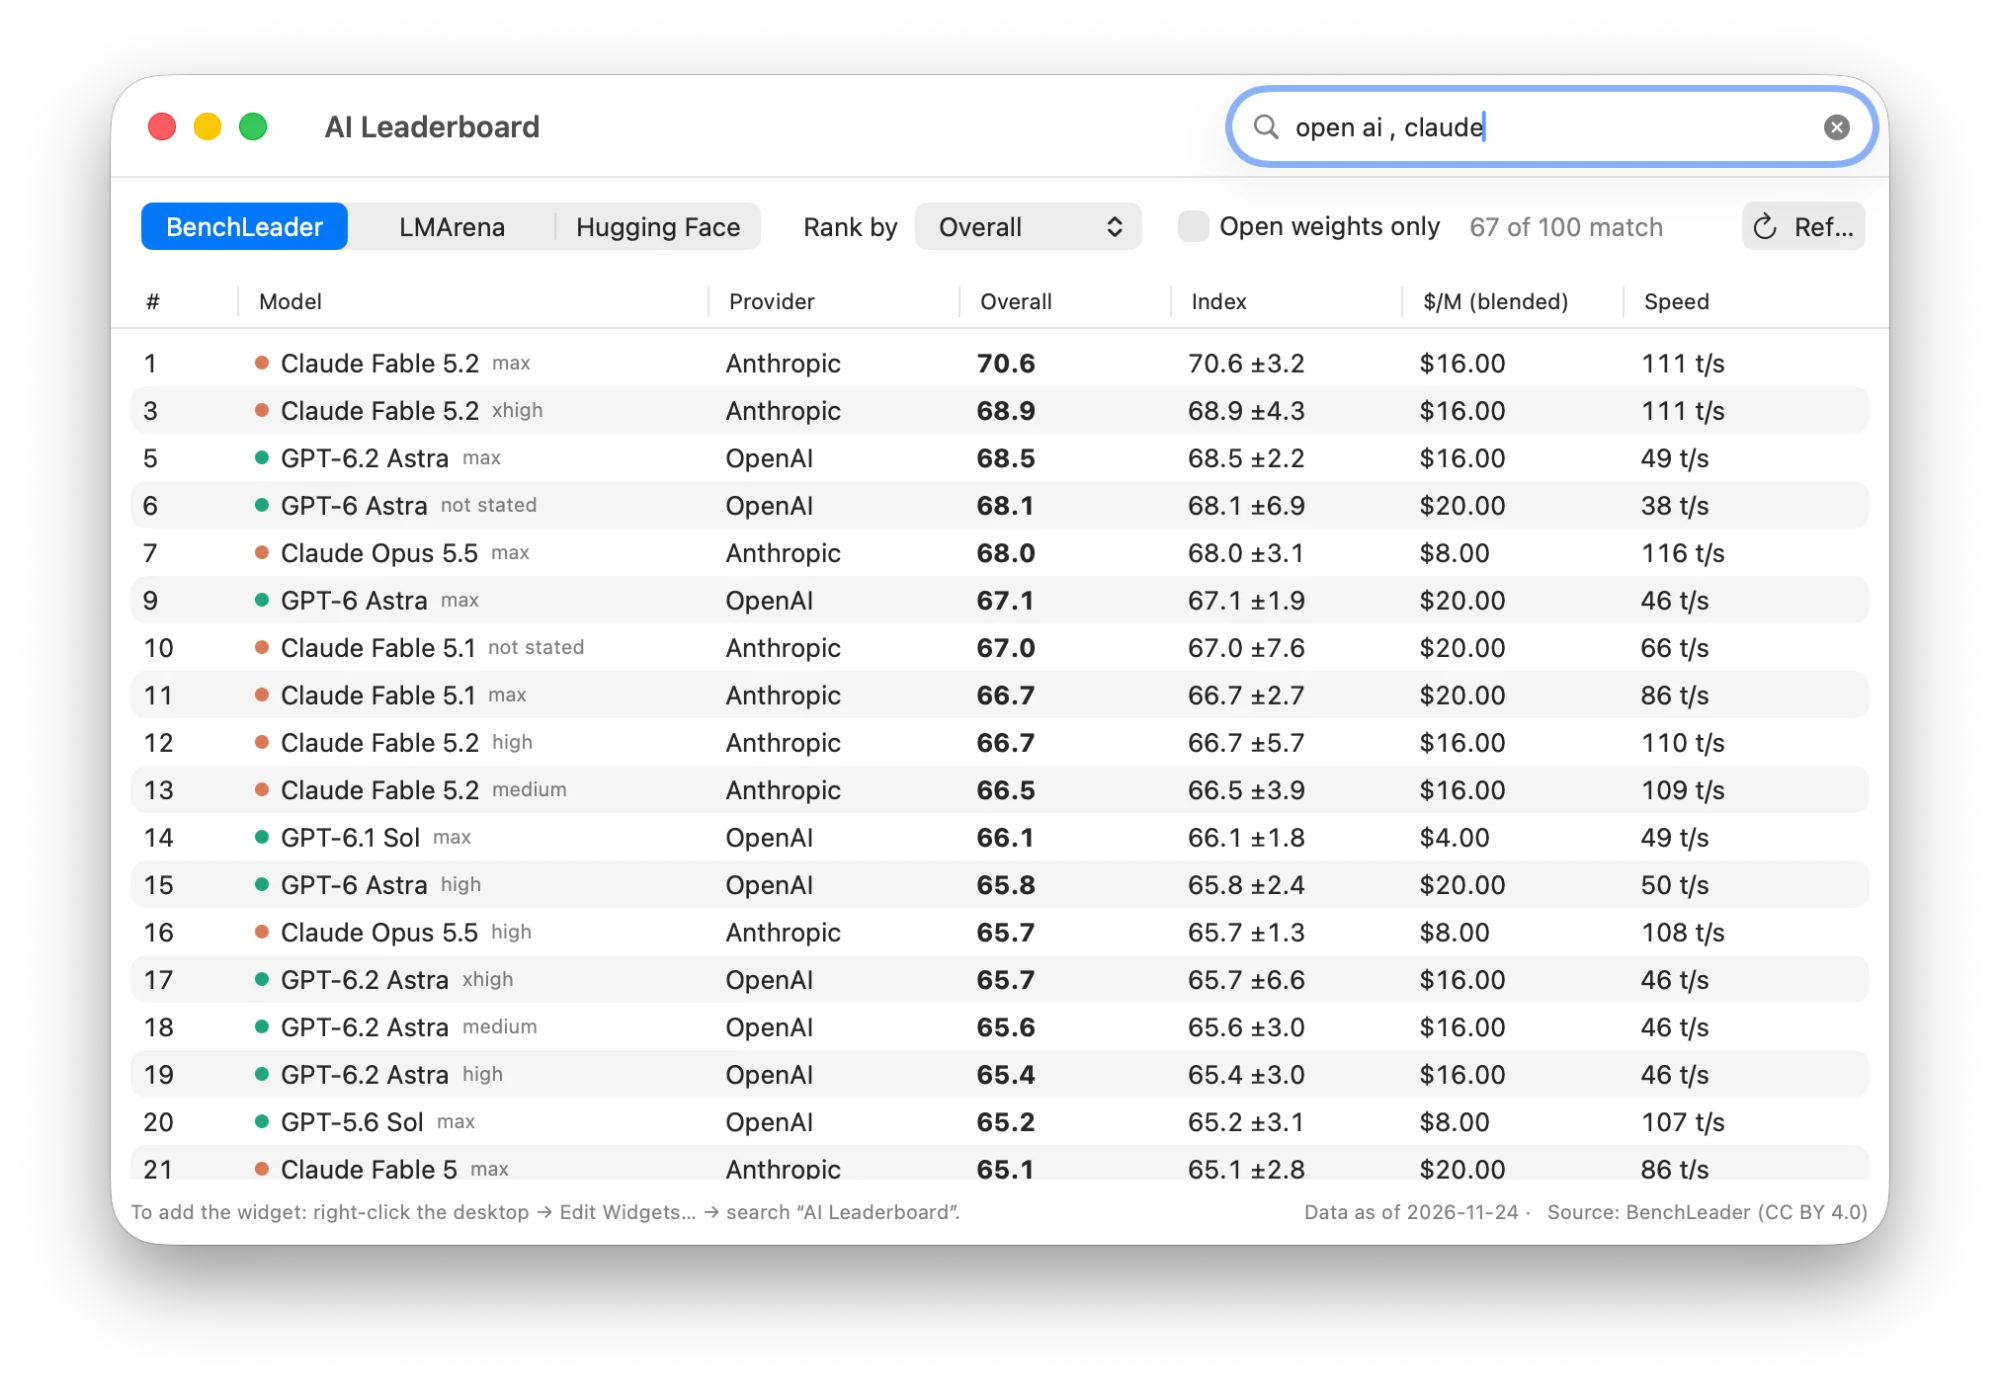 AI Leaderboard
open ai , claude
BenchLeader LMArena Hugging Face Rank by Overall Open weights only 67 of 100 match Ref...
# Model Provider Overall Index $/M (blended) Speed
1 Claude Fable 5.2 max Anthropic 70.6 70.6 ±3.2 $16.00 111 t/s
3 Claude Fable 5.2 xhigh Anthropic 68.9 68.9 ±4.3 $16.00 111 t/s
5 GPT-6.2 Astra max OpenAI 68.5 68.5 ±2.2 $16.00 49 t/s
6 GPT-6 Astra not stated OpenAI 68.1 68.1 ±6.9 $20.00 38 t/s
7 Claude Opus 5.5 max Anthropic 68.0 68.0 ±3.1 $8.00 116 t/s
9 GPT-6 Astra max OpenAI 67.1 67.1 ±1.9 $20.00 46 t/s
10 Claude Fable 5.1 not stated Anthropic 67.0 67.0 ±7.6 $20.00 66 t/s
11 Claude Fable 5.1 max Anthropic 66.7 66.7 ±2.7 $20.00 86 t/s
12 Claude Fable 5.2 high Anthropic 66.7 66.7 ±5.7 $16.00 110 t/s
13 Claude Fable 5.2 medium Anthropic 66.5 66.5 ±3.9 $16.00 109 t/s
14 GPT-6.1 Sol max OpenAI 66.1 66.1 ±1.8 $4.00 49 t/s
15 GPT-6 Astra high OpenAI 65.8 65.8 ±2.4 $20.00 50 t/s
16 Claude Opus 5.5 high Anthropic 65.7 65.7 ±1.3 $8.00 108 t/s
17 GPT-6.2 Astra xhigh OpenAI 65.7 65.7 ±6.6 $16.00 46 t/s
18 GPT-6.2 Astra medium OpenAI 65.6 65.6 ±3.0 $16.00 46 t/s
19 GPT-6.2 Astra high OpenAI 65.4 65.4 ±3.0 $16.00 46 t/s
20 GPT-5.6 Sol max OpenAI 65.2 65.2 ±3.1 $8.00 107 t/s
21 Claude Fable 5 max Anthropic 65.1 65.1 ±2.8 $20.00 86 t/s
To add the widget: right-click the desktop → Edit Widgets... → search “AI Leaderboard”. Data as of 2026-11-24 · Source: BenchLeader (CC BY 4.0)